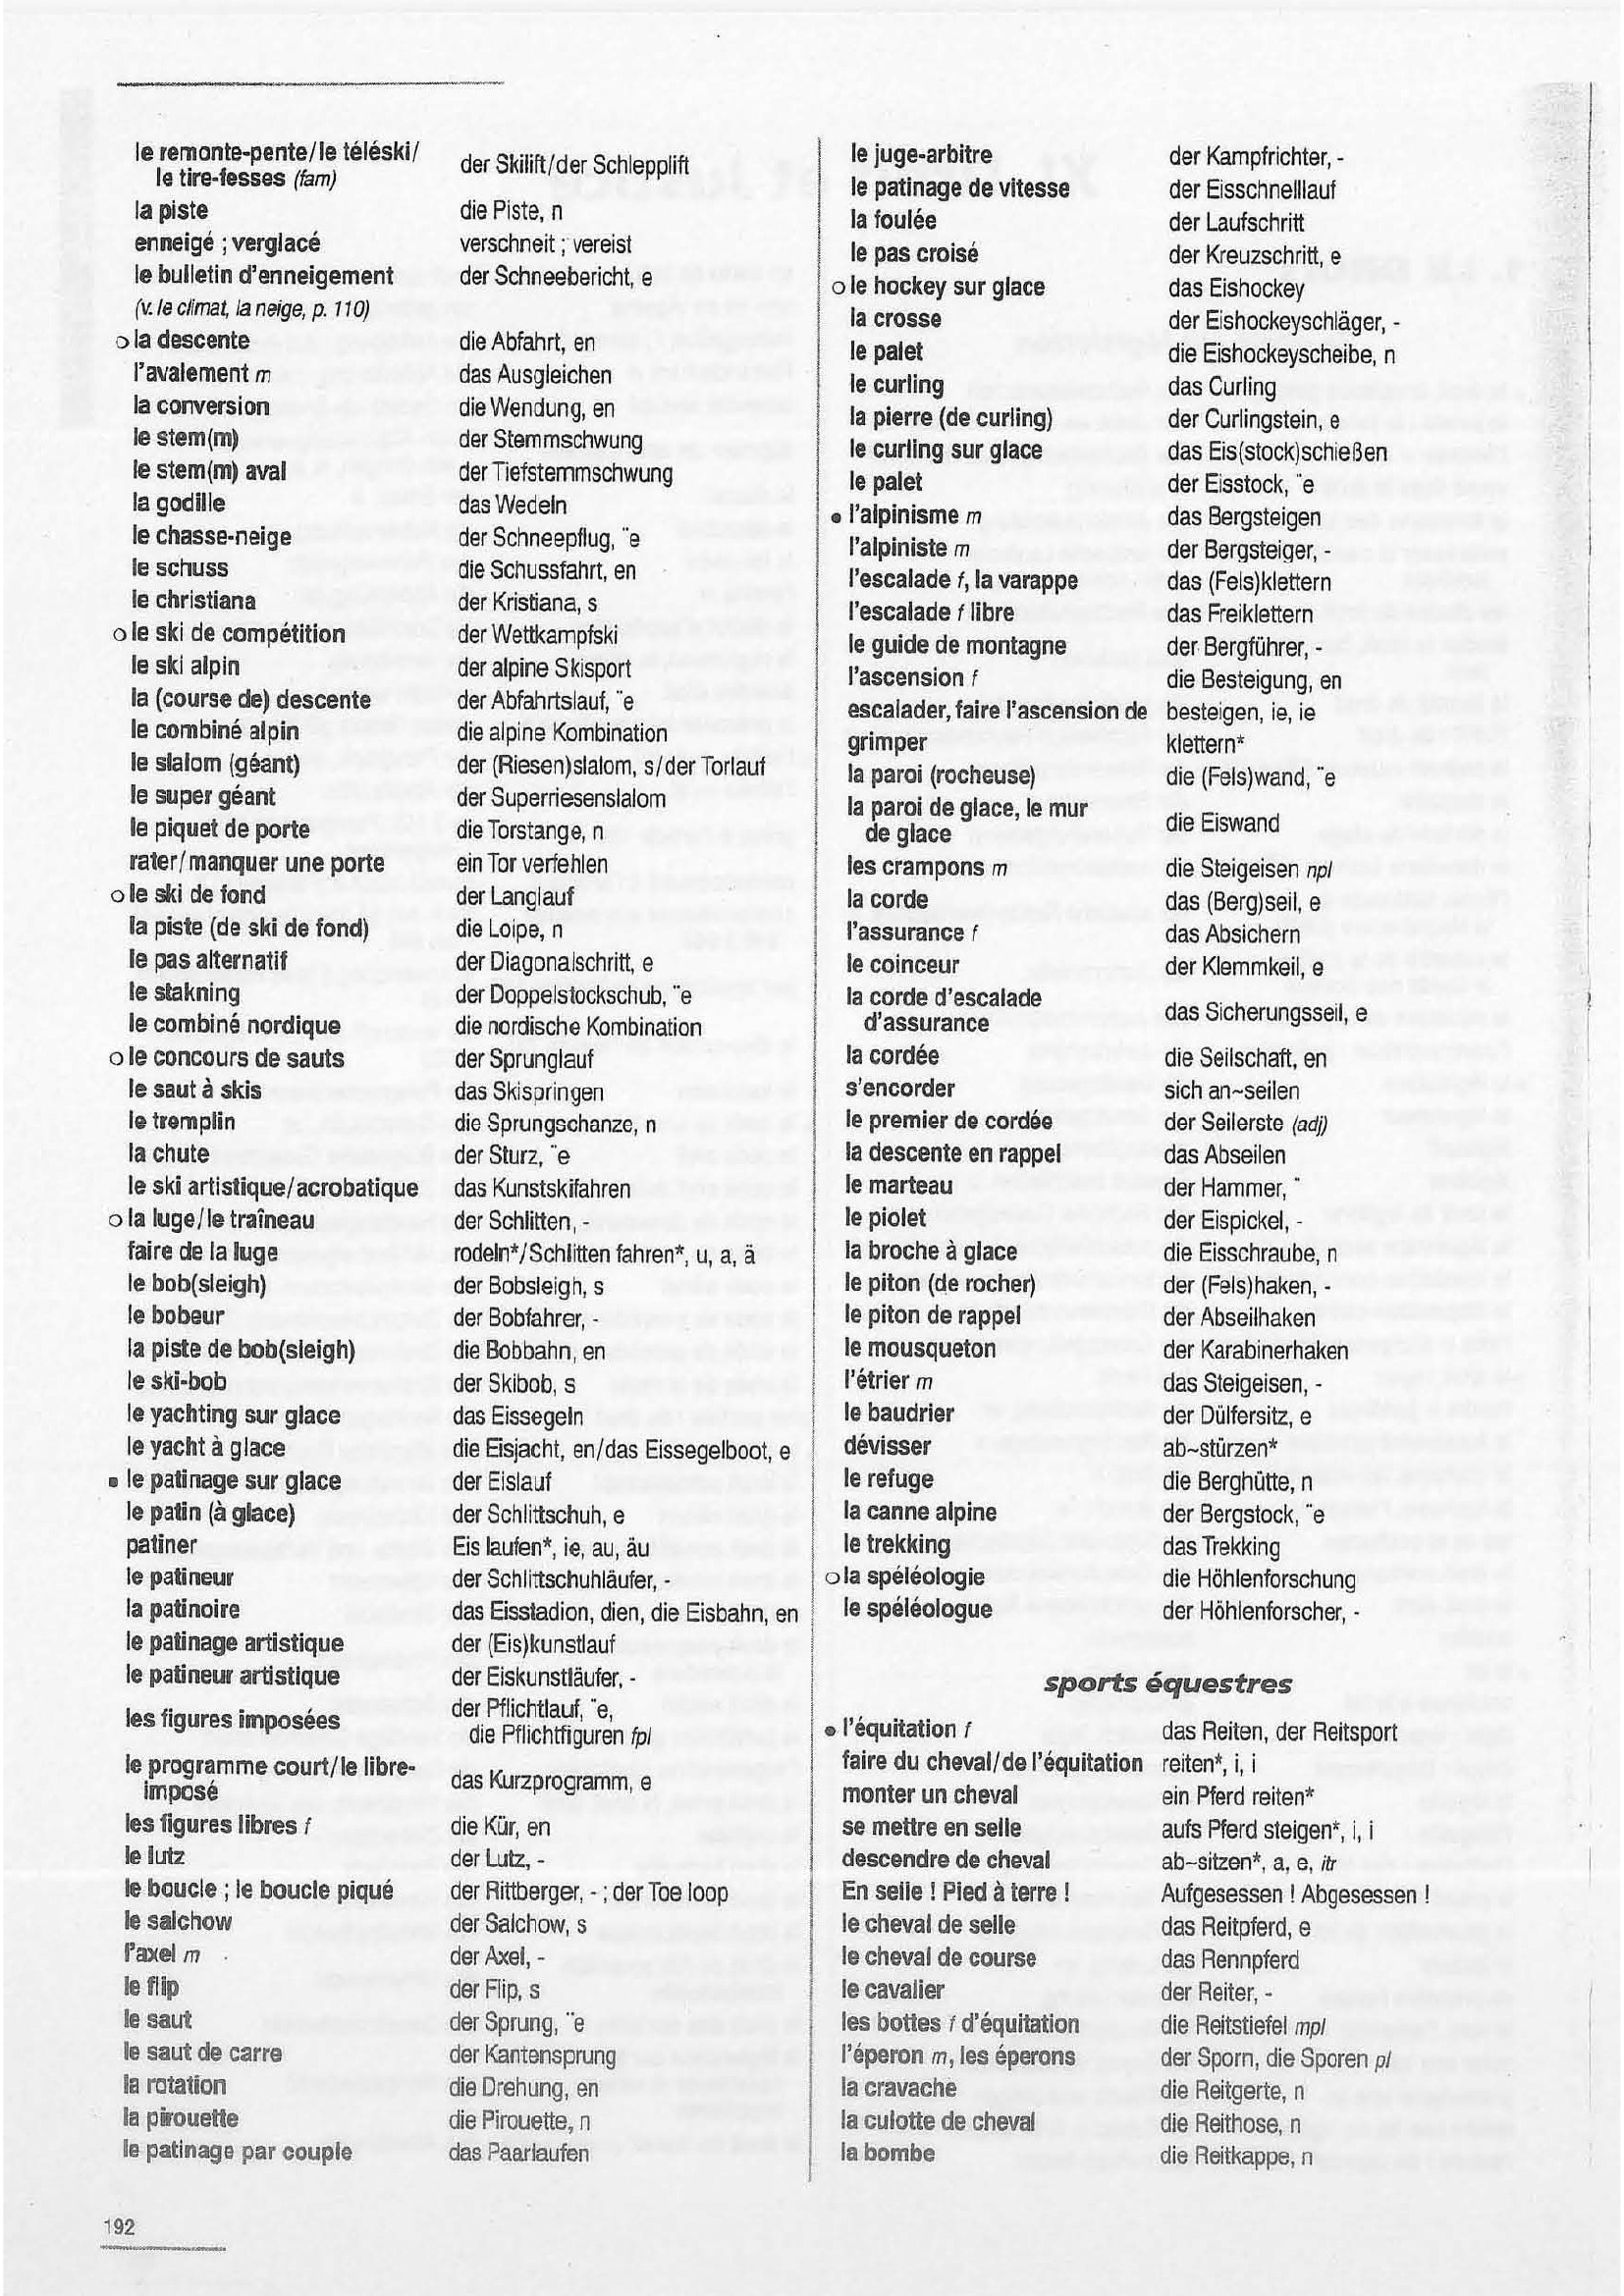 le remonte-pente/le téléski/
le tire-fesses (fam) der Skilift/der Schlepplift
la piste die Piste, n
enneigé ; verglacé verschneit ; vereist
le bulletin d'enneigement der Schneebericht, e
(v. le climat, la neige, p. 110)
o la descente die Abfahrt, en
l'avalement m das Ausgleichen
la conversion die Wendung, en
le stem(m) der Stemmschwung
le stem(m) aval der Tiefstemmschwung
la godille das Wedeln
le chasse-neige der Schneepflug, ¨e
le schuss die Schussfahrt, en
le christiana der Kristiana, s
o le ski de compétition der Wettkampfski
le ski alpin der alpine Skisport
la (course de) descente der Abfahrtslauf, ¨e
le combiné alpin die alpine Kombination
le slalom (géant) der (Riesen)slalom, s/der Torlauf
le super géant der Superriesenslalom
le piquet de porte die Torstange, n
rater/manquer une porte ein Tor verfehlen
o le ski de fond der Langlauf
la piste (de ski de fond) die Loipe, n
le pas alternatif der Diagonalschritt, e
le stakning der Doppelstockschub, ¨e
le combiné nordique die nordische Kombination
o le concours de sauts der Sprunglauf
le saut à skis das Skispringen
le tremplin die Sprungschanze, n
la chute der Sturz, ¨e
le ski artistique/acrobatique das Kunstskifahren
o la luge/le traîneau der Schlitten, -
faire de la luge rodeln*/Schlitten fahren*, u, a, ä
le bob(sleigh) der Bobsleigh, s
le bobeur der Bobfahrer, -
la piste de bob(sleigh) die Bobbahn, en
le ski-bob der Skibob, s
le yachting sur glace das Eissegeln
le yacht à glace die Eisjacht, en/das Eissegelboot, e
• le patinage sur glace der Eislauf
le patin (à glace) der Schlittschuh, e
patiner Eis laufen*, ie, au, äu
le patineur der Schlittschuhläufer, -
la patinoire das Eisstadion, dien, die Eisbahn, en
le patinage artistique der (Eis)kunstlauf
le patineur artistique der Eiskunstläufer, -
les figures imposées der Pflichtlauf, ¨e,
die Pflichtfiguren fpl
le programme court/le libre-
imposé das Kurzprogramm, e
les figures libres f die Kür, en
le lutz der Lutz, -
le boucle ; le boucle piqué der Rittberger, - ; der Toe loop
le salchow der Salchow, s
l'axel m der Axel, -
le flip der Flip, s
le saut der Sprung, ¨e
le saut de carre der Kantensprung
la rotation die Drehung, en
la pirouette die Pirouette, n
le patinage par couple das Paarlaufen
le juge-arbitre der Kampfrichter, -
le patinage de vitesse der Eisschnelllauf
la foulée der Laufschritt
le pas croisé der Kreuzschritt, e
o le hockey sur glace das Eishockey
la crosse der Eishockeyschläger, -
le palet die Eishockeyscheibe, n
le curling das Curling
la pierre (de curling) der Curlingstein, e
le curling sur glace das Eis(stock)schießen
le palet der Eisstock, ¨e
• l'alpinisme m das Bergsteigen
l'alpiniste m der Bergsteiger, -
l'escalade f, la varappe das (Fels)klettern
l'escalade f libre das Freiklettern
le guide de montagne der Bergführer, -
l'ascension f die Besteigung, en
escalader, faire l'ascension de besteigen, ie, ie
grimper klettern*
la paroi (rocheuse) die (Fels)wand, ¨e
la paroi de glace, le mur
de glace die Eiswand
les crampons m die Steigeisen npl
la corde das (Berg)seil, e
l'assurance f das Absichern
le coinceur der Klemmkeil, e
la corde d'escalade
d'assurance das Sicherungsseil, e
la cordée die Seilschaft, en
s'encorder sich an~seilen
le premier de cordée der Seilerste (adj)
la descente en rappel das Abseilen
le marteau der Hammer, ¨
le piolet der Eispickel, -
la broche à glace die Eisschraube, n
le piton (de rocher) der (Fels)haken, -
le piton de rappel der Abseilhaken
le mousqueton der Karabinerhaken
l'étrier m das Steigeisen, -
le baudrier der Dülfersitz, e
dévisser ab~stürzen*
le refuge die Berghütte, n
la canne alpine der Bergstock, ¨e
le trekking das Trekking
o la spéléologie die Höhlenforschung
le spéléologue der Höhlenforscher, -
sports équestres
• l'équitation f das Reiten, der Reitsport
faire du cheval/de l'équitation reiten*, i, i
monter un cheval ein Pferd reiten*
se mettre en selle aufs Pferd steigen*, i, i
descendre de cheval ab~sitzen*, a, e, itr
En selle ! Pied à terre ! Aufgesessen ! Abgesessen !
le cheval de selle das Reitpferd, e
le cheval de course das Rennpferd
le cavalier der Reiter, -
les bottes f d'équitation die Reitstiefel mpl
l'éperon m, les éperons der Sporn, die Sporen pl
la cravache die Reitgerte, n
la culotte de cheval die Reithose, n
la bombe die Reitkappe, n
192